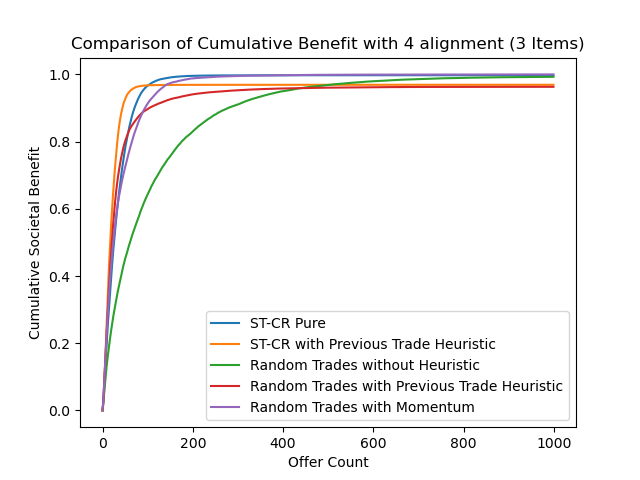 Comparison of Cumulative Benefit with 4 alignment (3 Items)
Cumulative Societal Benefit
1.0
0.8
0.6
0.4
0.2
0.0
ST-CR Pure
ST-CR with Previous Trade Heuristic
Random Trades without Heuristic
Random Trades with Previous Trade Heuristic
Random Trades with Momentum
0 200 400 600 800 1000
Offer Count